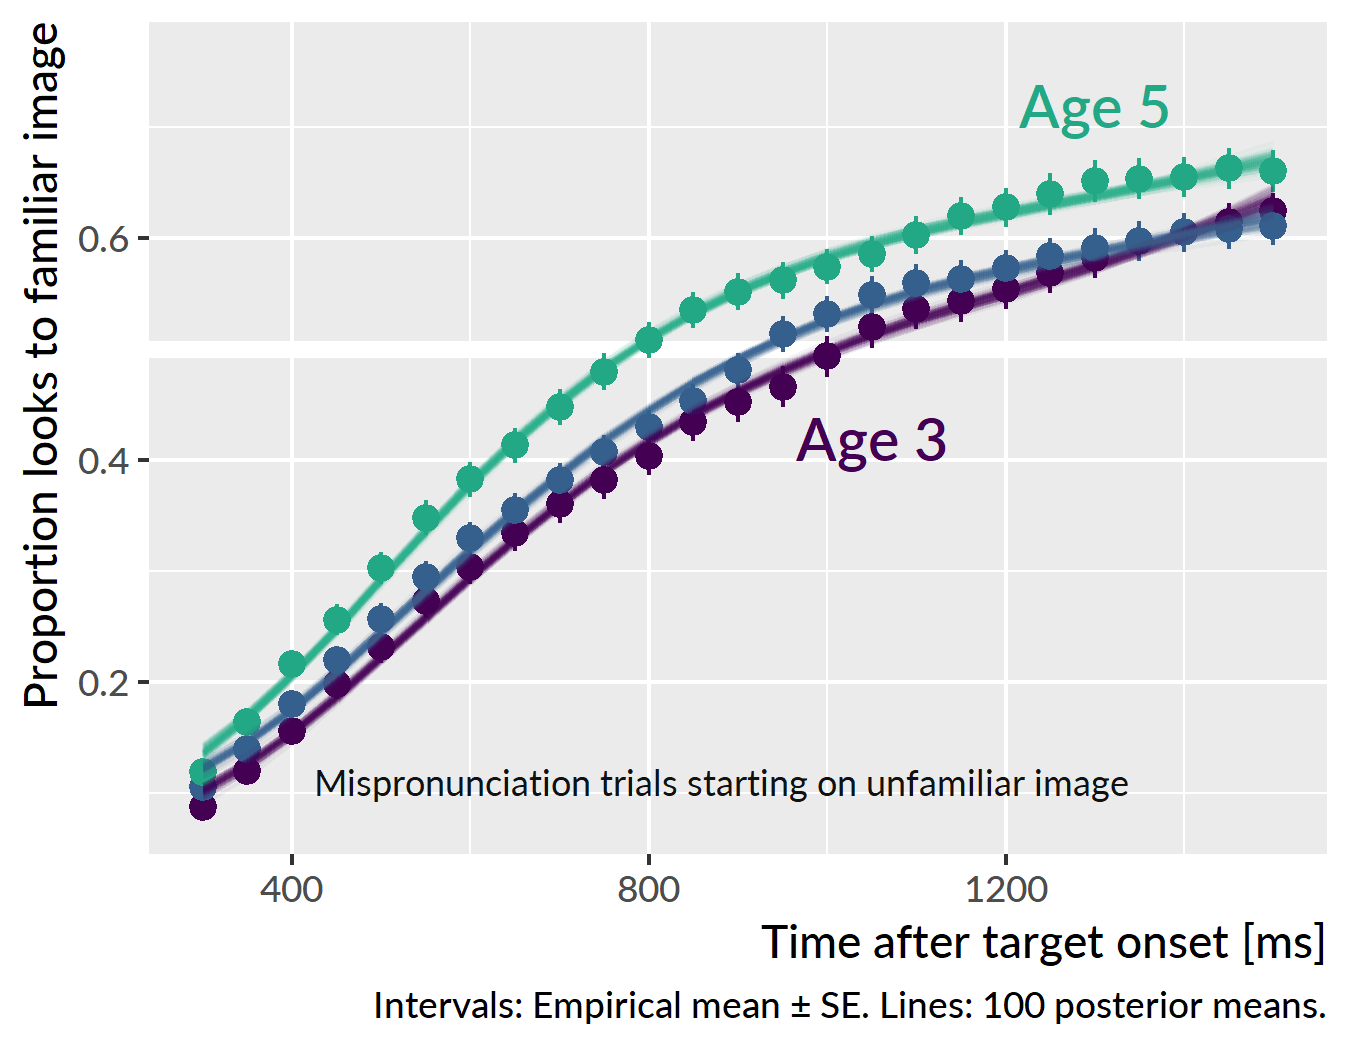 Proportion looks to familiar image
Age 5
0.6
0.4
Age 3
0.2
Mispronunciation trials starting on unfamiliar image
400 800 1200
Time after target onset [ms]
Intervals: Empirical mean ± SE. Lines: 100 posterior means.